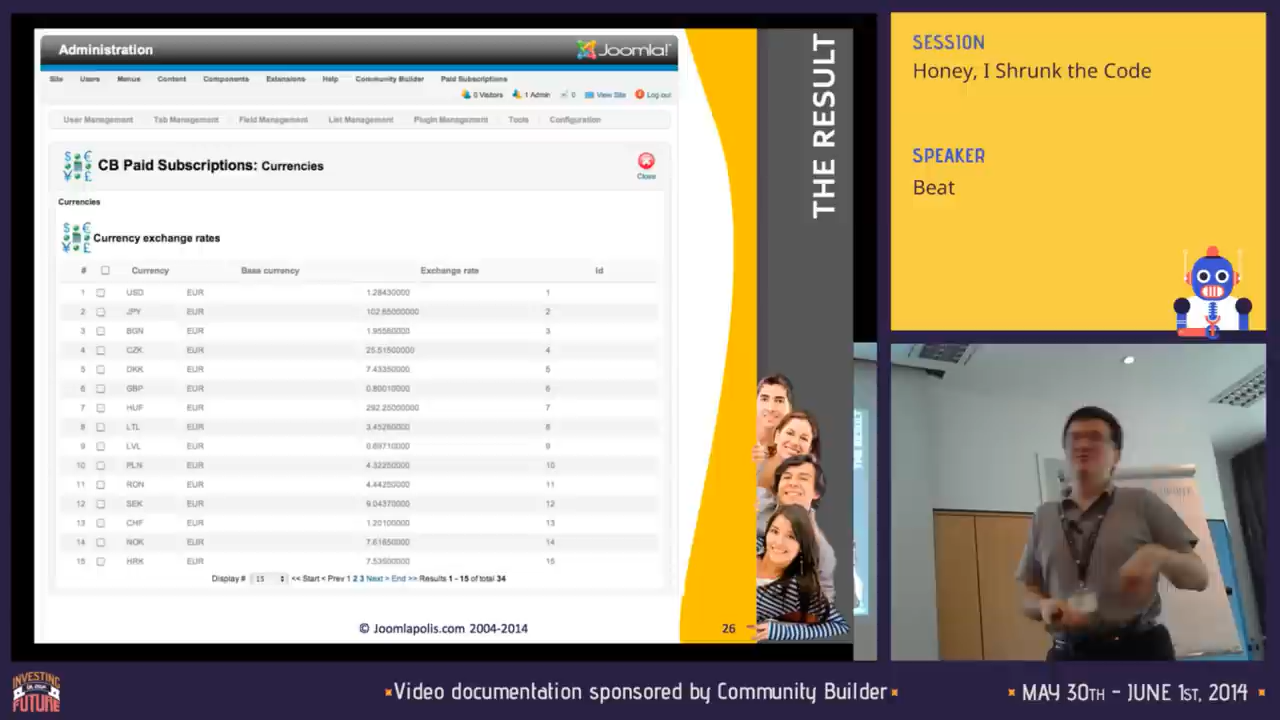 Administration
Joomla!
Site Users Menus Content Components Extensions Help Community Builder Paid Subscriptions
0 Visitors 1 Admin 0 View Site Log out
User Management Tab Management Field Management List Management Plugin Management Tools Configuration
CB Paid Subscriptions: Currencies
Close
Currencies
Currency exchange rates
# Currency Base currency Exchange rate Id
1 USD EUR 1.28430000 1
2 JPY EUR 102.65000000 2
3 BGN EUR 1.95580000 3
4 CZK EUR 25.51500000 4
5 DKK EUR 7.43350000 5
6 GBP EUR 0.80010000 6
7 HUF EUR 292.25000000 7
8 LTL EUR 3.45280000 8
9 LVL EUR 0.69710000 9
10 PLN EUR 4.32250000 10
11 RON EUR 4.44250000 11
12 SEK EUR 9.04370000 12
13 CHF EUR 1.20100000 13
14 NOK EUR 7.61650000 14
15 HRK EUR 7.53500000 15
Display # 15 << Start < Prev 1 2 3 Next > End >> Results 1 - 15 of total 34
© Joomlapolis.com 2004-2014
26
THE RESULT
SESSION
Honey, I Shrunk the Code
SPEAKER
Beat
INVESTING
IN OUR
FUTURE
Video documentation sponsored by Community Builder
MAY 30TH - JUNE 1ST, 2014